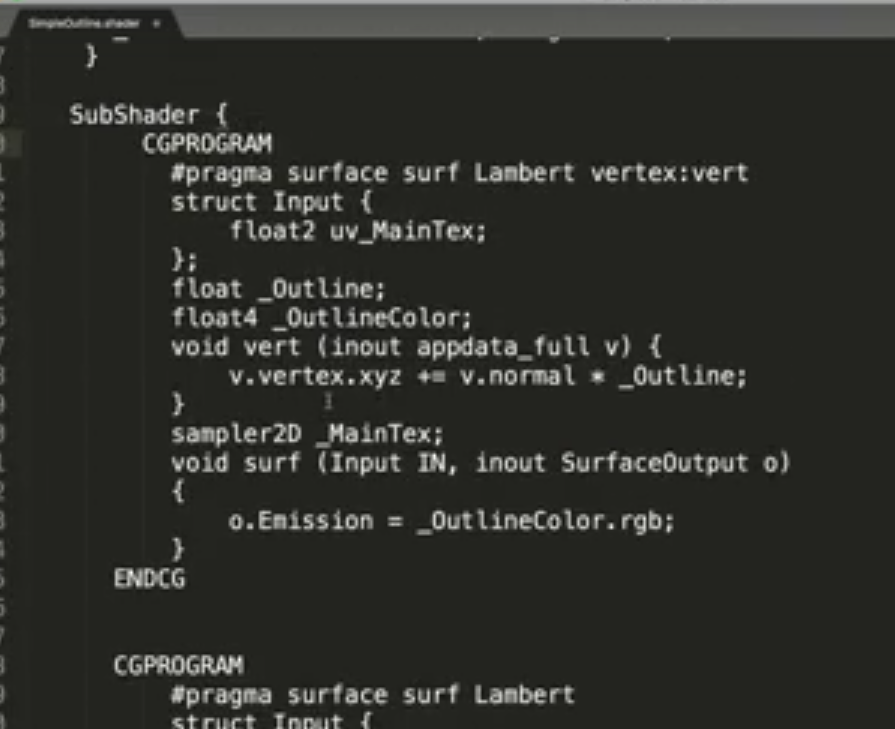 SimpleOutline.shader
}
SubShader {
CGPROGRAM
#pragma surface surf Lambert vertex:vert
struct Input {
float2 uv_MainTex;
};
float _Outline;
float4 _OutlineColor;
void vert (inout appdata_full v) {
v.vertex.xyz += v.normal * _Outline;
}
sampler2D _MainTex;
void surf (Input IN, inout SurfaceOutput o)
{
o.Emission = _OutlineColor.rgb;
}
ENDCG
CGPROGRAM
#pragma surface surf Lambert
struct Input {